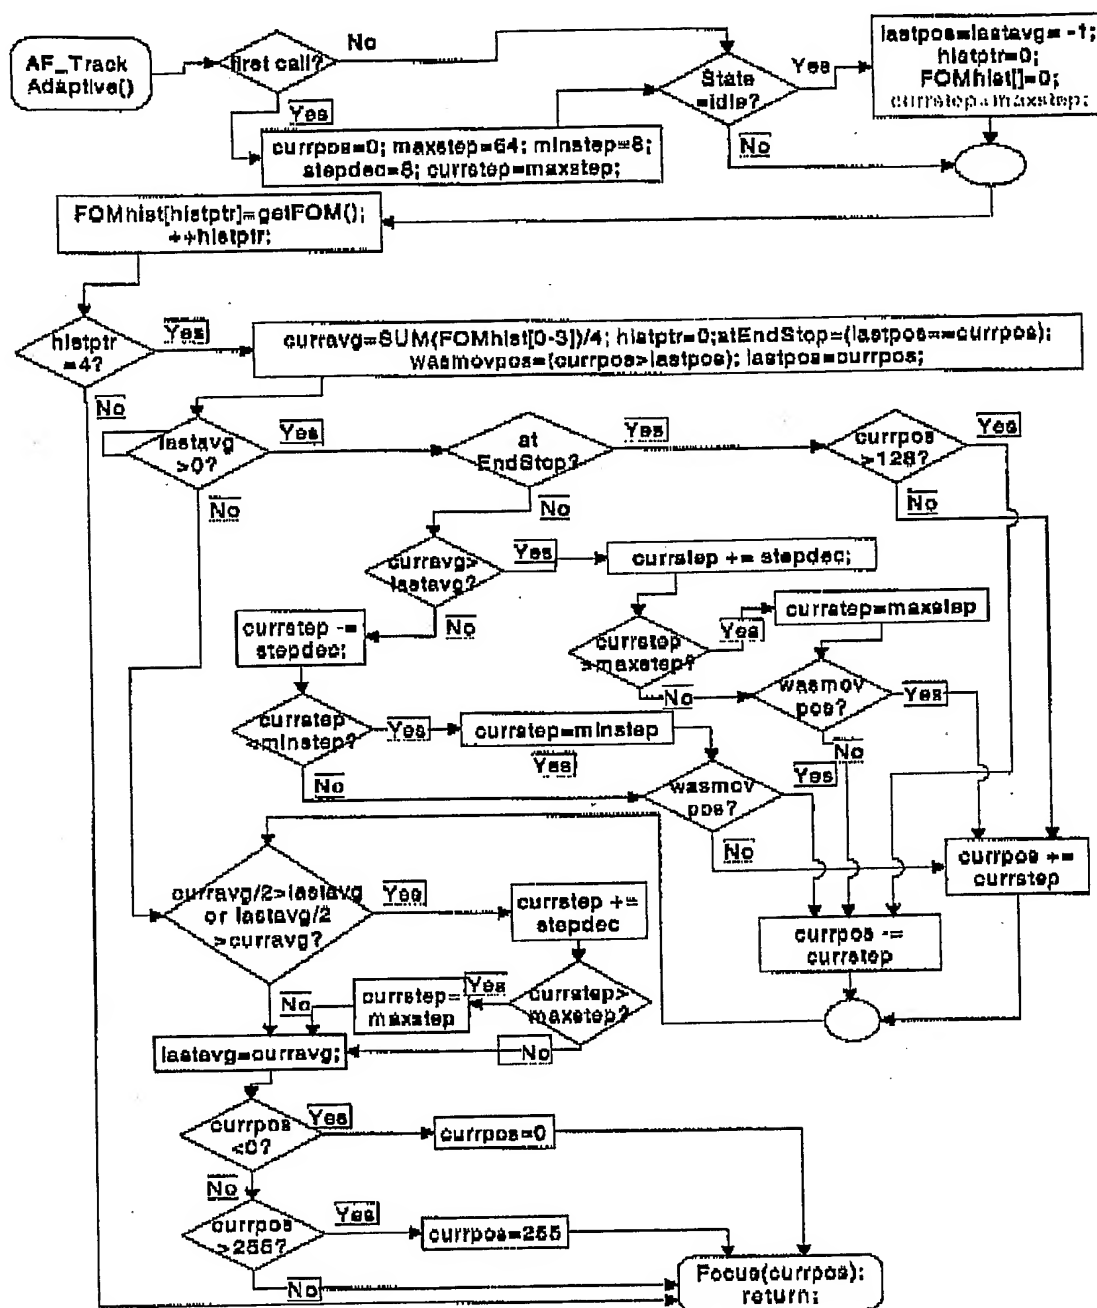 AF_Track
Adaptive()
first call?
No
Yes
State
=idle?
Yes
No
lastpos=lastavg= -1;
histptr=0;
FOMhist[]=0;
currstep=maxstep;
currpos=0; maxstep=64; minstep=8;
stepdec=8; currstep=maxstep;
FOMhist[histptr]=getFOM();
++histptr;
histptr
=4?
Yes
No
curravg=SUM(FOMhist[0-3])/4; histptr=0;atEndStop=(lastpos==currpos);
wasmovpos=(currpos>lastpos); lastpos=currpos;
lastavg
>0?
Yes
No
at
EndStop?
Yes
No
currpos
>128?
Yes
No
curravg>
lastavg?
Yes
No
currstep += stepdec;
currstep -=
stepdec;
currstep
>maxstep?
Yes
No
currstep=maxstep
wasmov
pos?
Yes
No
currstep
=minstep?
Yes
No
currstep=minstep
Yes
wasmov
pos?
Yes
No
currpos +=
currstep
currpos -=
currstep
curravg/2>lastavg
or lastavg/2
>curravg?
Yes
No
currstep +=
stepdec
currstep>
maxstep?
Yes
No
currstep=
maxstep
lastavg=curravg;
currpos
<0?
Yes
No
currpos=0
currpos
>255?
Yes
No
currpos=255
Focus(currpos);
return;